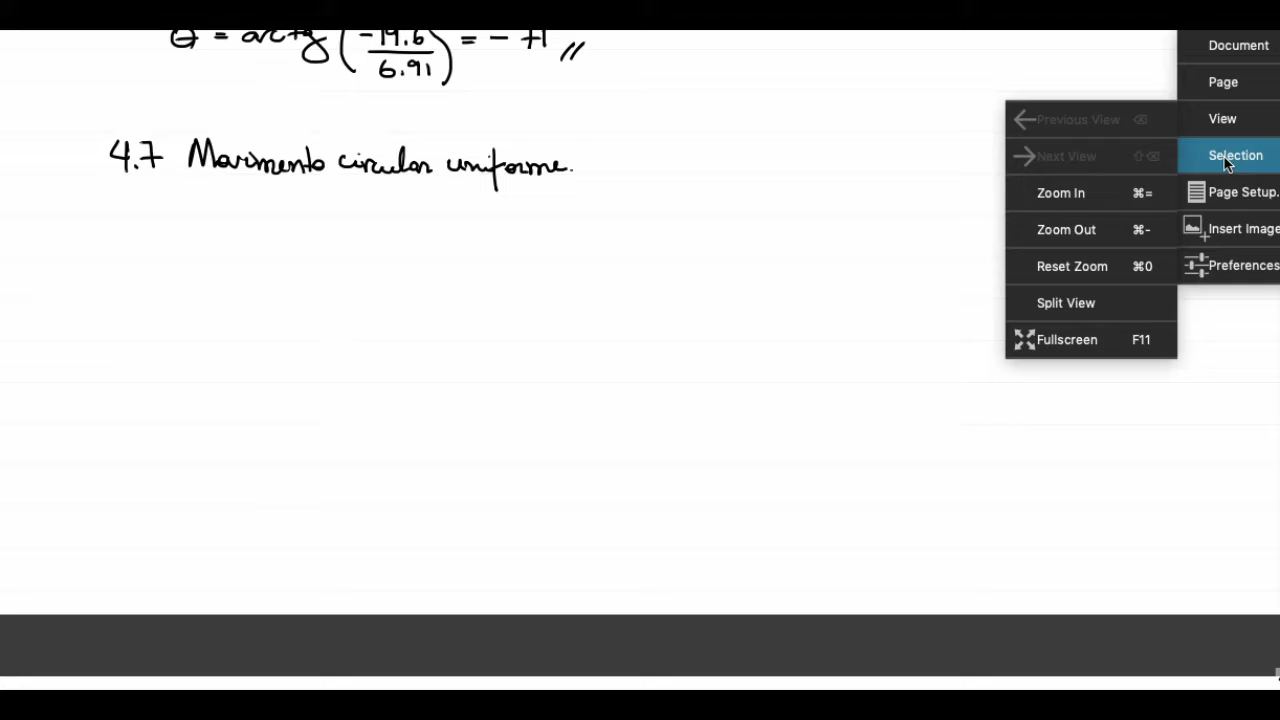 θ = arctg (-19.6 / 6.91) = - 71 //
4.7 Movimento circular uniforme.
Document
Page
View
Selection
Page Setup.
Insert Image
Preferences
Previous View ⌫
Next View ⇧⌫
Zoom In ⌘=
Zoom Out ⌘-
Reset Zoom ⌘0
Split View
Fullscreen F11